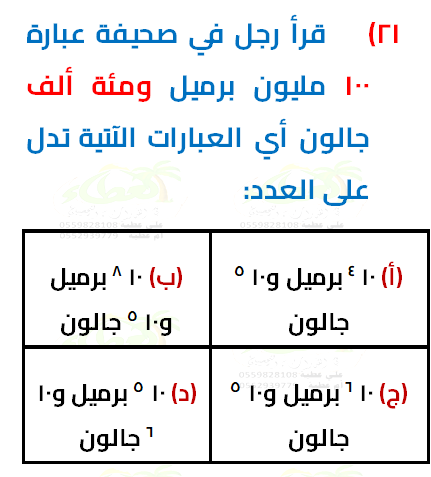 ٢١) قرأ رجل في صحيفة عبارة
١٠٠ مليون برميل ومئة ألف
جالون أي العبارات الآتية تدل
على العدد:
(أ) ١٠ ٤ برميل و١٠ ٥
جالون
(ب) ١٠ ٨ برميل
و١٠ ٥ جالون
(ج) ١٠ ٦ برميل و١٠ ٥
جالون
(د) ١٠ ٥ برميل و١٠
٦ جالون